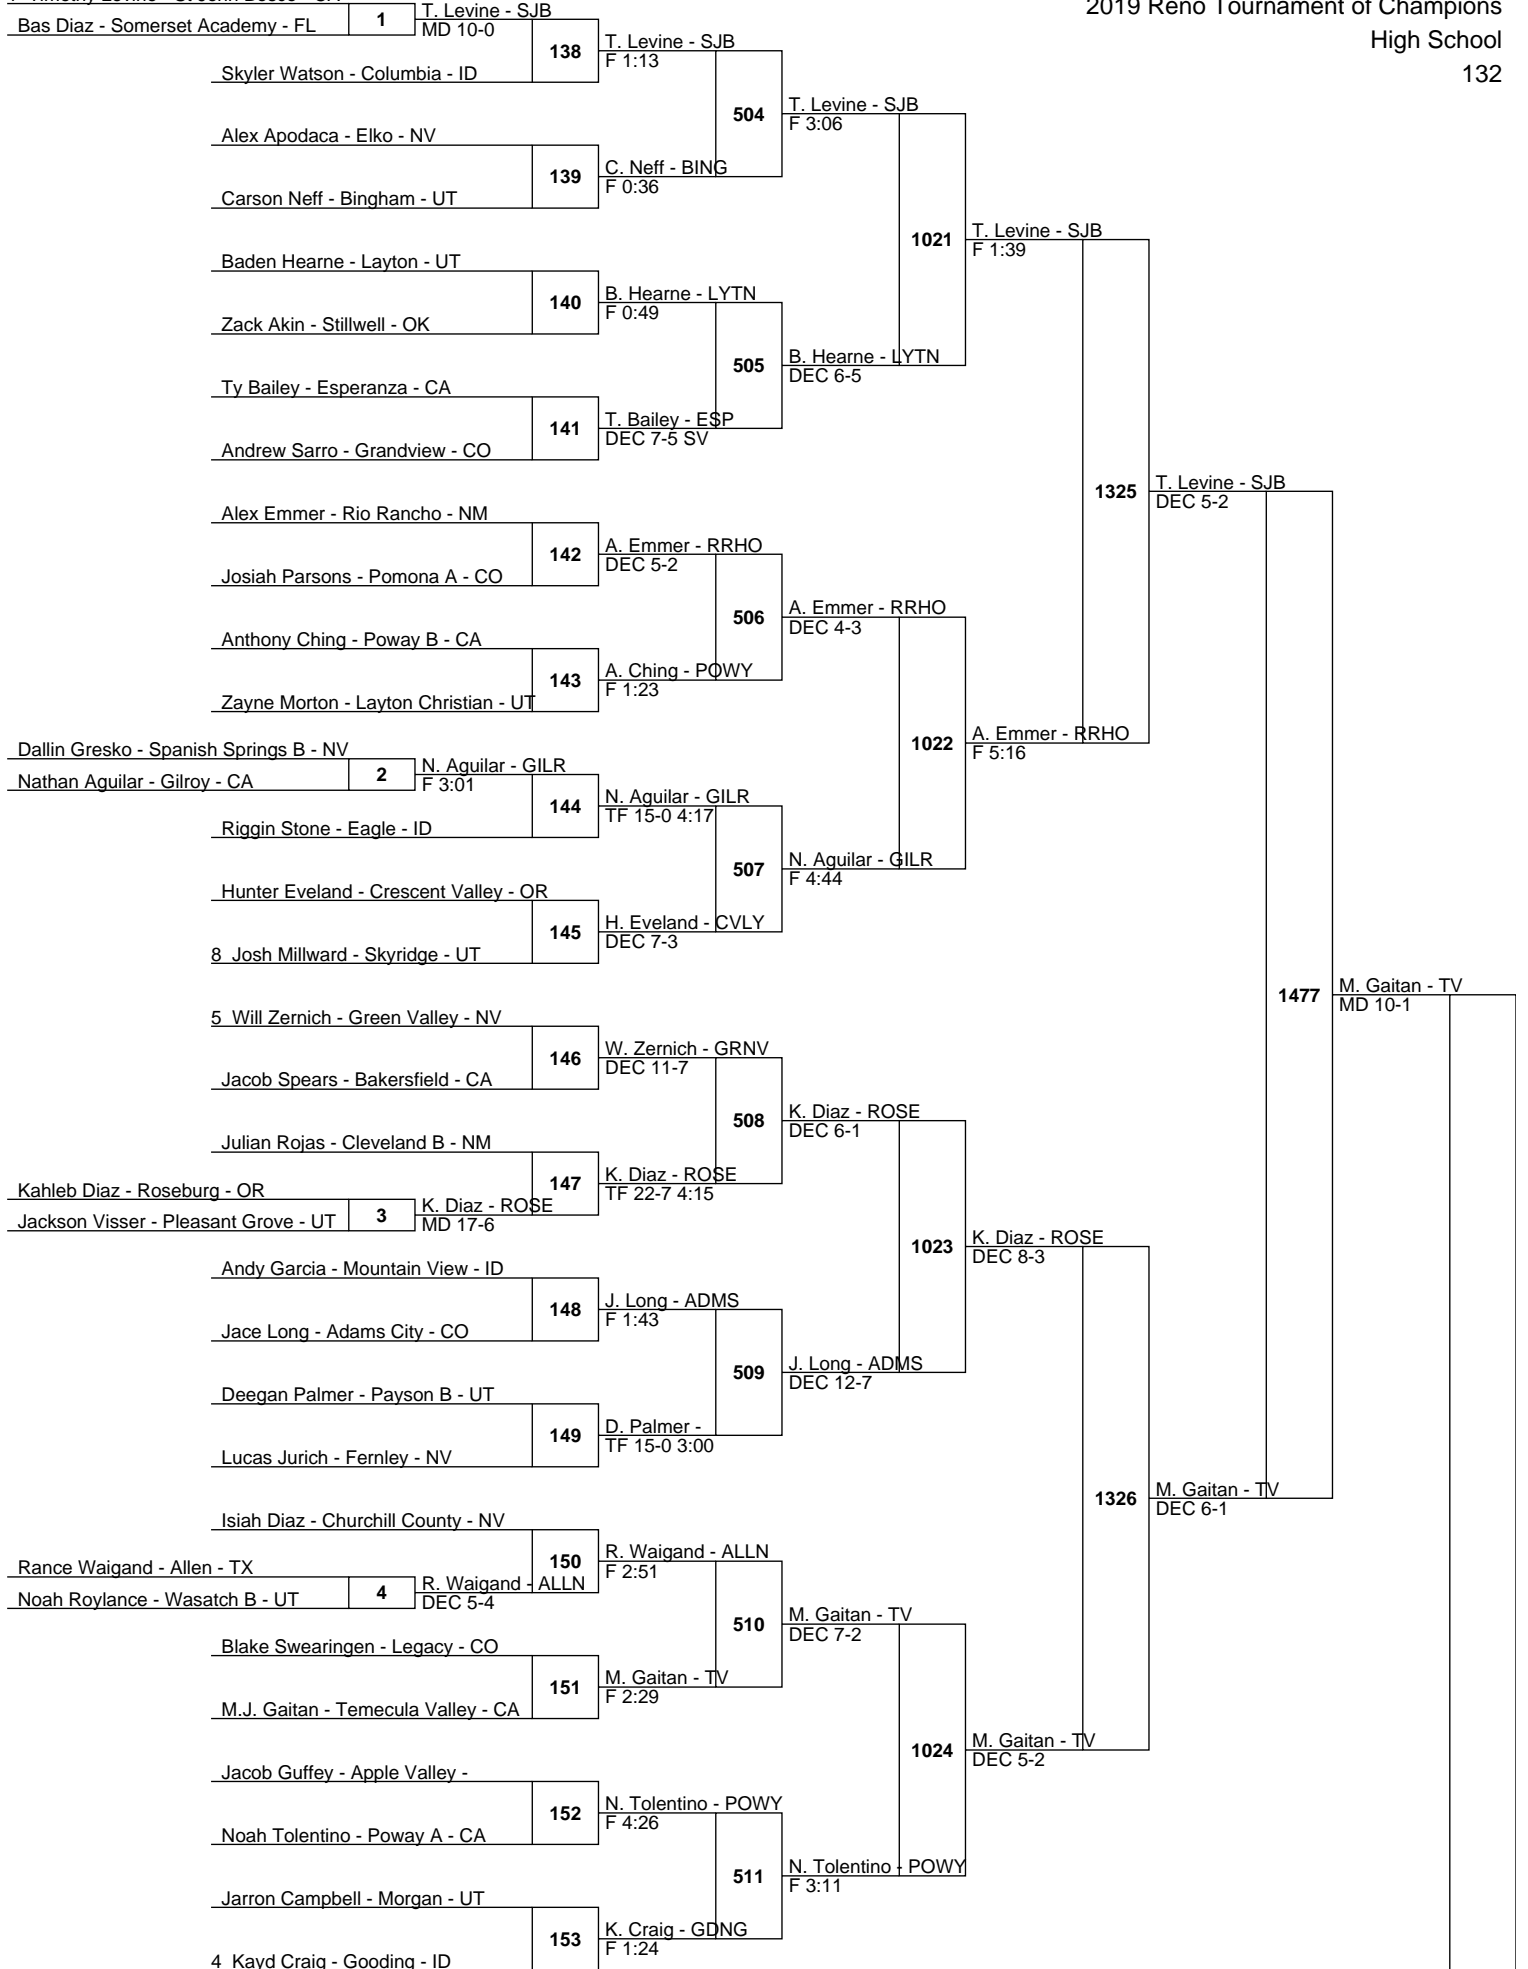 2019 Reno Tournament of Champions
High School
132
T. Levine - SJB
Bas Diaz - Somerset Academy - FL
1
MD 10-0
138
T. Levine - SJB
F 1:13
Skyler Watson - Columbia - ID
504
T. Levine - SJB
F 3:06
Alex Apodaca - Elko - NV
139
C. Neff - BING
F 0:36
Carson Neff - Bingham - UT
1021
T. Levine - SJB
F 1:39
Baden Hearne - Layton - UT
140
B. Hearne - LYTN
F 0:49
Zack Akin - Stillwell - OK
505
B. Hearne - LYTN
DEC 6-5
Ty Bailey - Esperanza - CA
141
T. Bailey - ESP
DEC 7-5 SV
Andrew Sarro - Grandview - CO
1325
T. Levine - SJB
DEC 5-2
Alex Emmer - Rio Rancho - NM
142
A. Emmer - RRHO
DEC 5-2
Josiah Parsons - Pomona A - CO
506
A. Emmer - RRHO
DEC 4-3
Anthony Ching - Poway B - CA
143
A. Ching - POWY
F 1:23
Zayne Morton - Layton Christian - UT
1022
A. Emmer - RRHO
F 5:16
Dallin Gresko - Spanish Springs B - NV
2
N. Aguilar - GILR
F 3:01
Nathan Aguilar - Gilroy - CA
144
N. Aguilar - GILR
TF 15-0 4:17
Riggin Stone - Eagle - ID
507
N. Aguilar - GILR
F 4:44
Hunter Eveland - Crescent Valley - OR
145
H. Eveland - CVLY
DEC 7-3
8 Josh Millward - Skyridge - UT
1477
M. Gaitan - TV
MD 10-1
5 Will Zernich - Green Valley - NV
146
W. Zernich - GRNV
DEC 11-7
Jacob Spears - Bakersfield - CA
508
K. Diaz - ROSE
DEC 6-1
Julian Rojas - Cleveland B - NM
147
K. Diaz - ROSE
TF 22-7 4:15
Kahleb Diaz - Roseburg - OR
3
K. Diaz - ROSE
MD 17-6
Jackson Visser - Pleasant Grove - UT
1023
K. Diaz - ROSE
DEC 8-3
Andy Garcia - Mountain View - ID
148
J. Long - ADMS
F 1:43
Jace Long - Adams City - CO
509
J. Long - ADMS
DEC 12-7
Deegan Palmer - Payson B - UT
149
D. Palmer -
TF 15-0 3:00
Lucas Jurich - Fernley - NV
1326
M. Gaitan - TV
DEC 6-1
Isiah Diaz - Churchill County - NV
150
R. Waigand - ALLN
F 2:51
Rance Waigand - Allen - TX
4
R. Waigand - ALLN
DEC 5-4
Noah Roylance - Wasatch B - UT
510
M. Gaitan - TV
DEC 7-2
Blake Swearingen - Legacy - CO
151
M. Gaitan - TV
F 2:29
M.J. Gaitan - Temecula Valley - CA
1024
M. Gaitan - TV
DEC 5-2
Jacob Guffey - Apple Valley -
152
N. Tolentino - POWY
F 4:26
Noah Tolentino - Poway A - CA
511
N. Tolentino - POWY
F 3:11
Jarron Campbell - Morgan - UT
153
K. Craig - GDNG
F 1:24
4 Kayd Craig - Gooding - ID